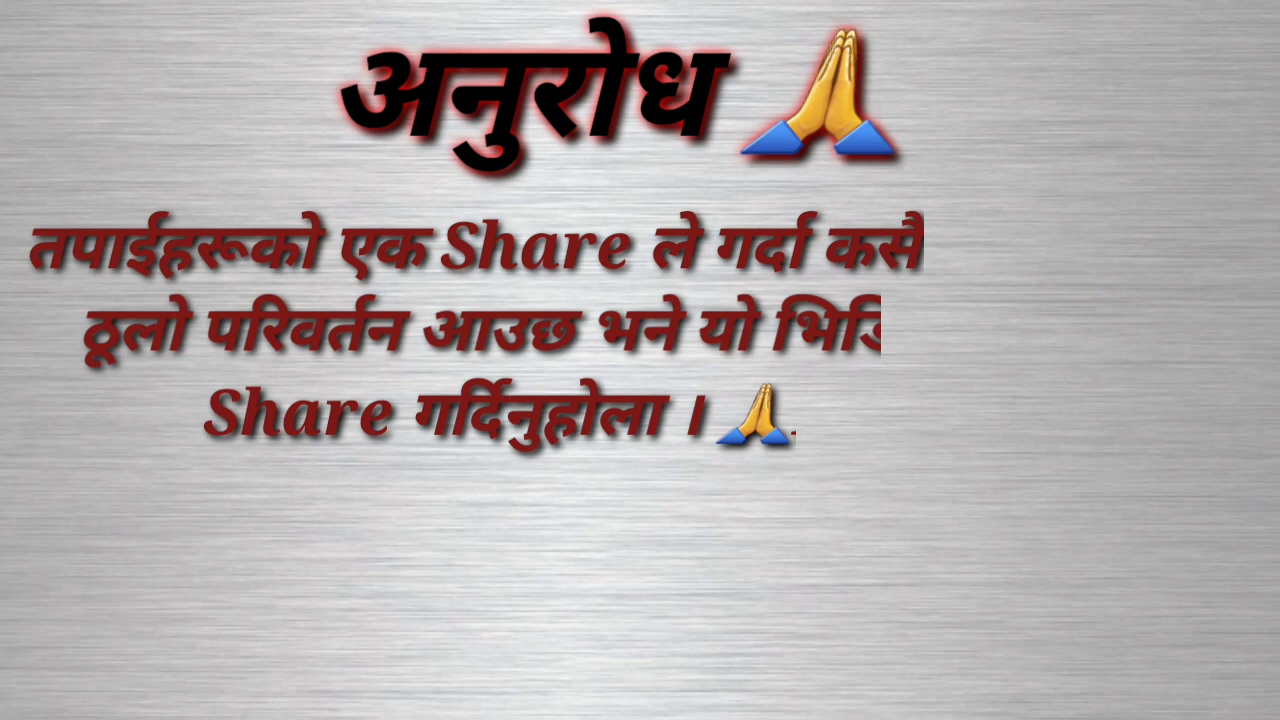 अनुरोध 🙏
तपाईहरूको एक Share ले गर्दा कसै
ठूलो परिवर्तन आउछ भने यो
Share गर्दिनुहोला । 🙏